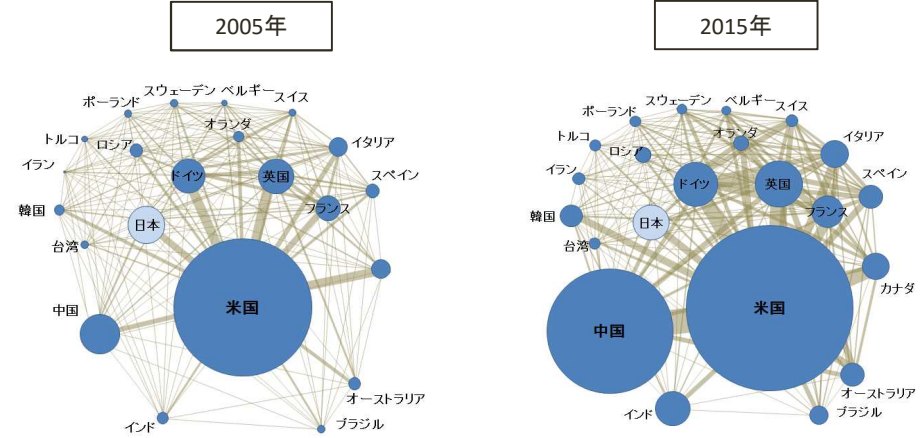 2005年
スウェーデン ベルギー
スイス
ポーランド
オランダ
トルコ
ロシア
イタリア
イラン
ドイツ
英国
スペイン
韓国
日本
フランス
台湾
中国
米国
オーストラリア
インド
ブラジル
2015年
スウェーデン
ベルギー
スイス
ポーランド
オランダ
トルコ
ロシア
イタリア
イラン
ドイツ
英国
スペイン
韓国
日本
フランス
台湾
カナダ
中国
米国
オーストラリア
インド
ブラジル